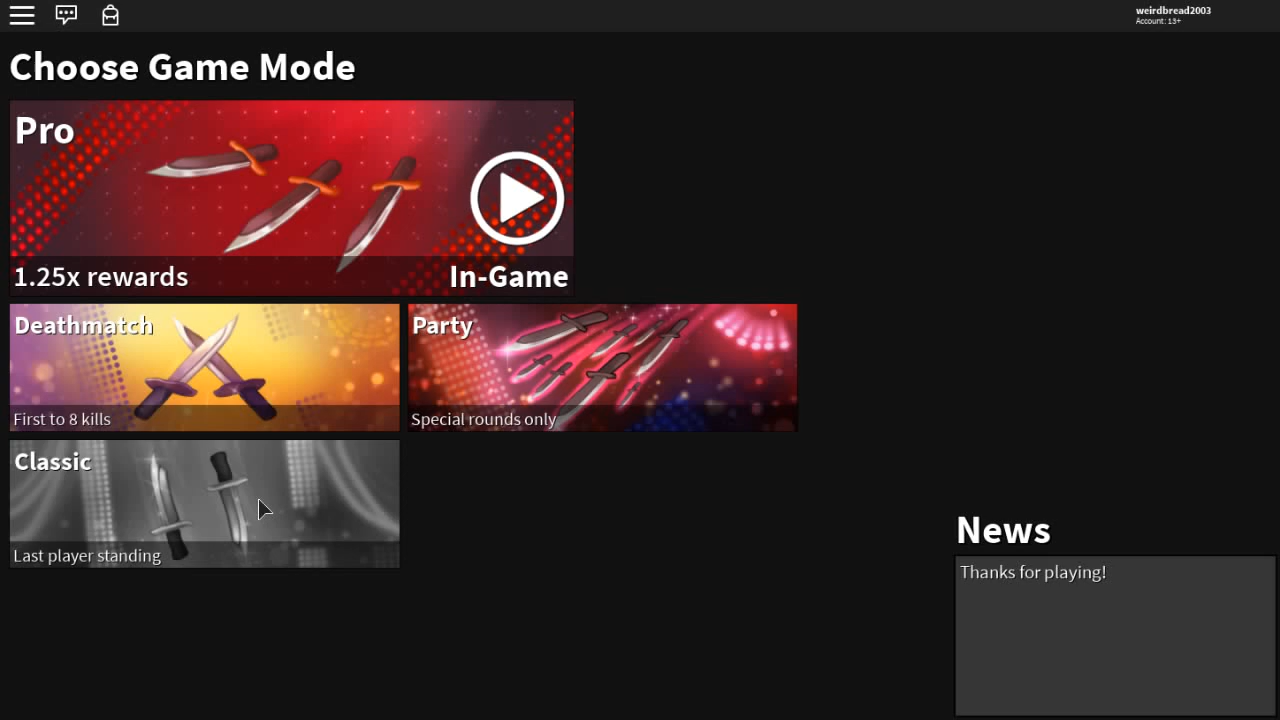 weirdbread2003
Account: 13+
Choose Game Mode
Pro
1.25x rewards
In-Game
Deathmatch
First to 8 kills
Party
Special rounds only
Classic
Last player standing
News
Thanks for playing!